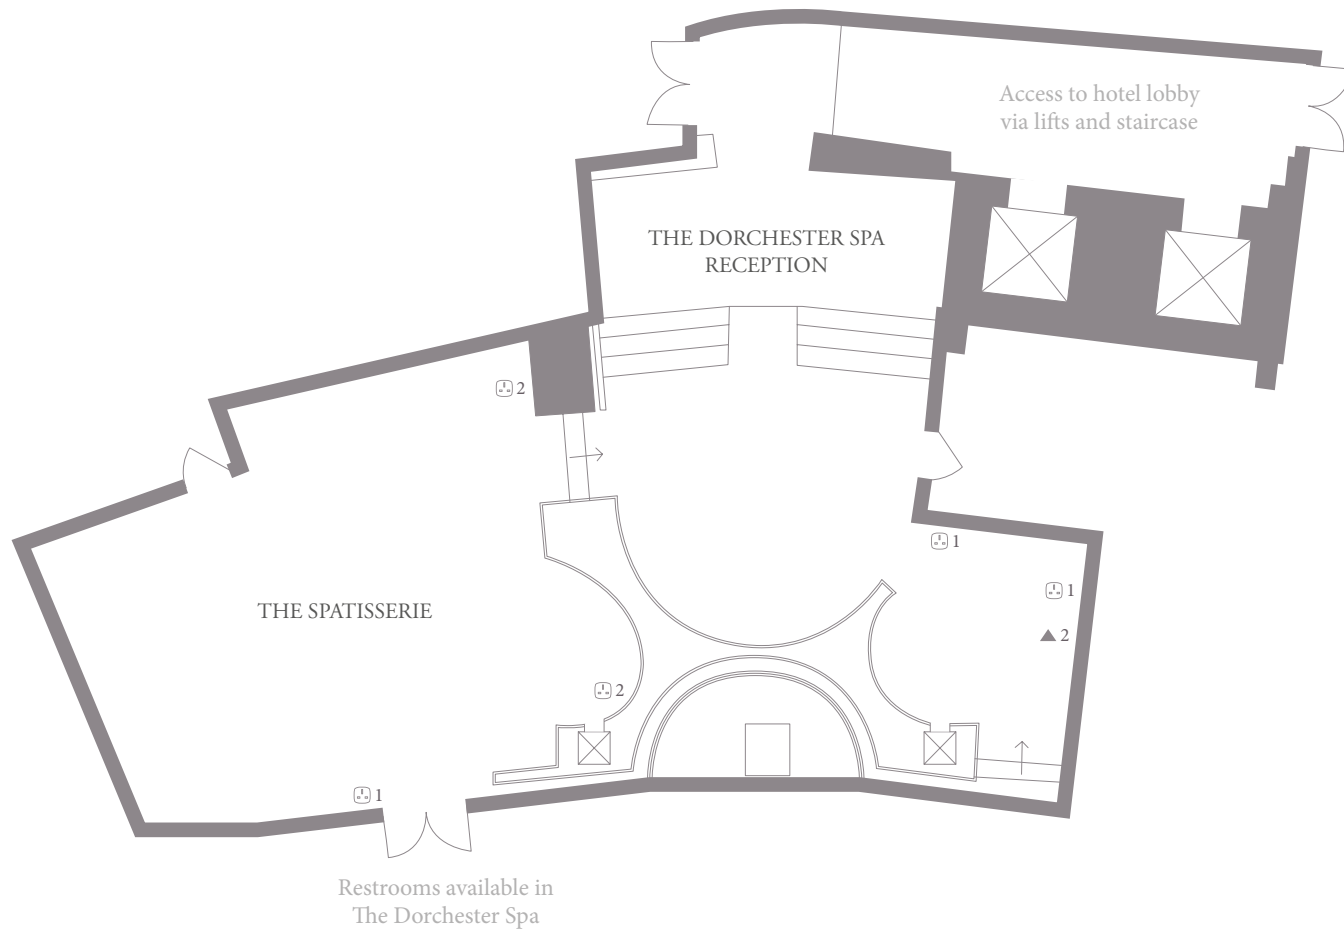 Access to hotel lobby
via lifts and staircase
THE DORCHESTER SPA
RECEPTION
2
1
1
THE SPATISSERIE
2
2
1
Restrooms available in
The Dorchester Spa